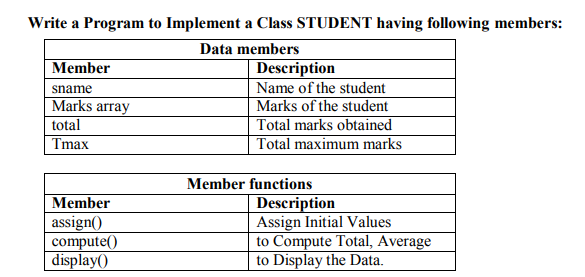 Write a Program to Implement a Class STUDENT having following members:
Data members
Member Description
sname Name of the student
Marks array Marks of the student
total Total marks obtained
Tmax Total maximum marks
Member functions
Member Description
assign() Assign Initial Values
compute() to Compute Total, Average
display() to Display the Data.